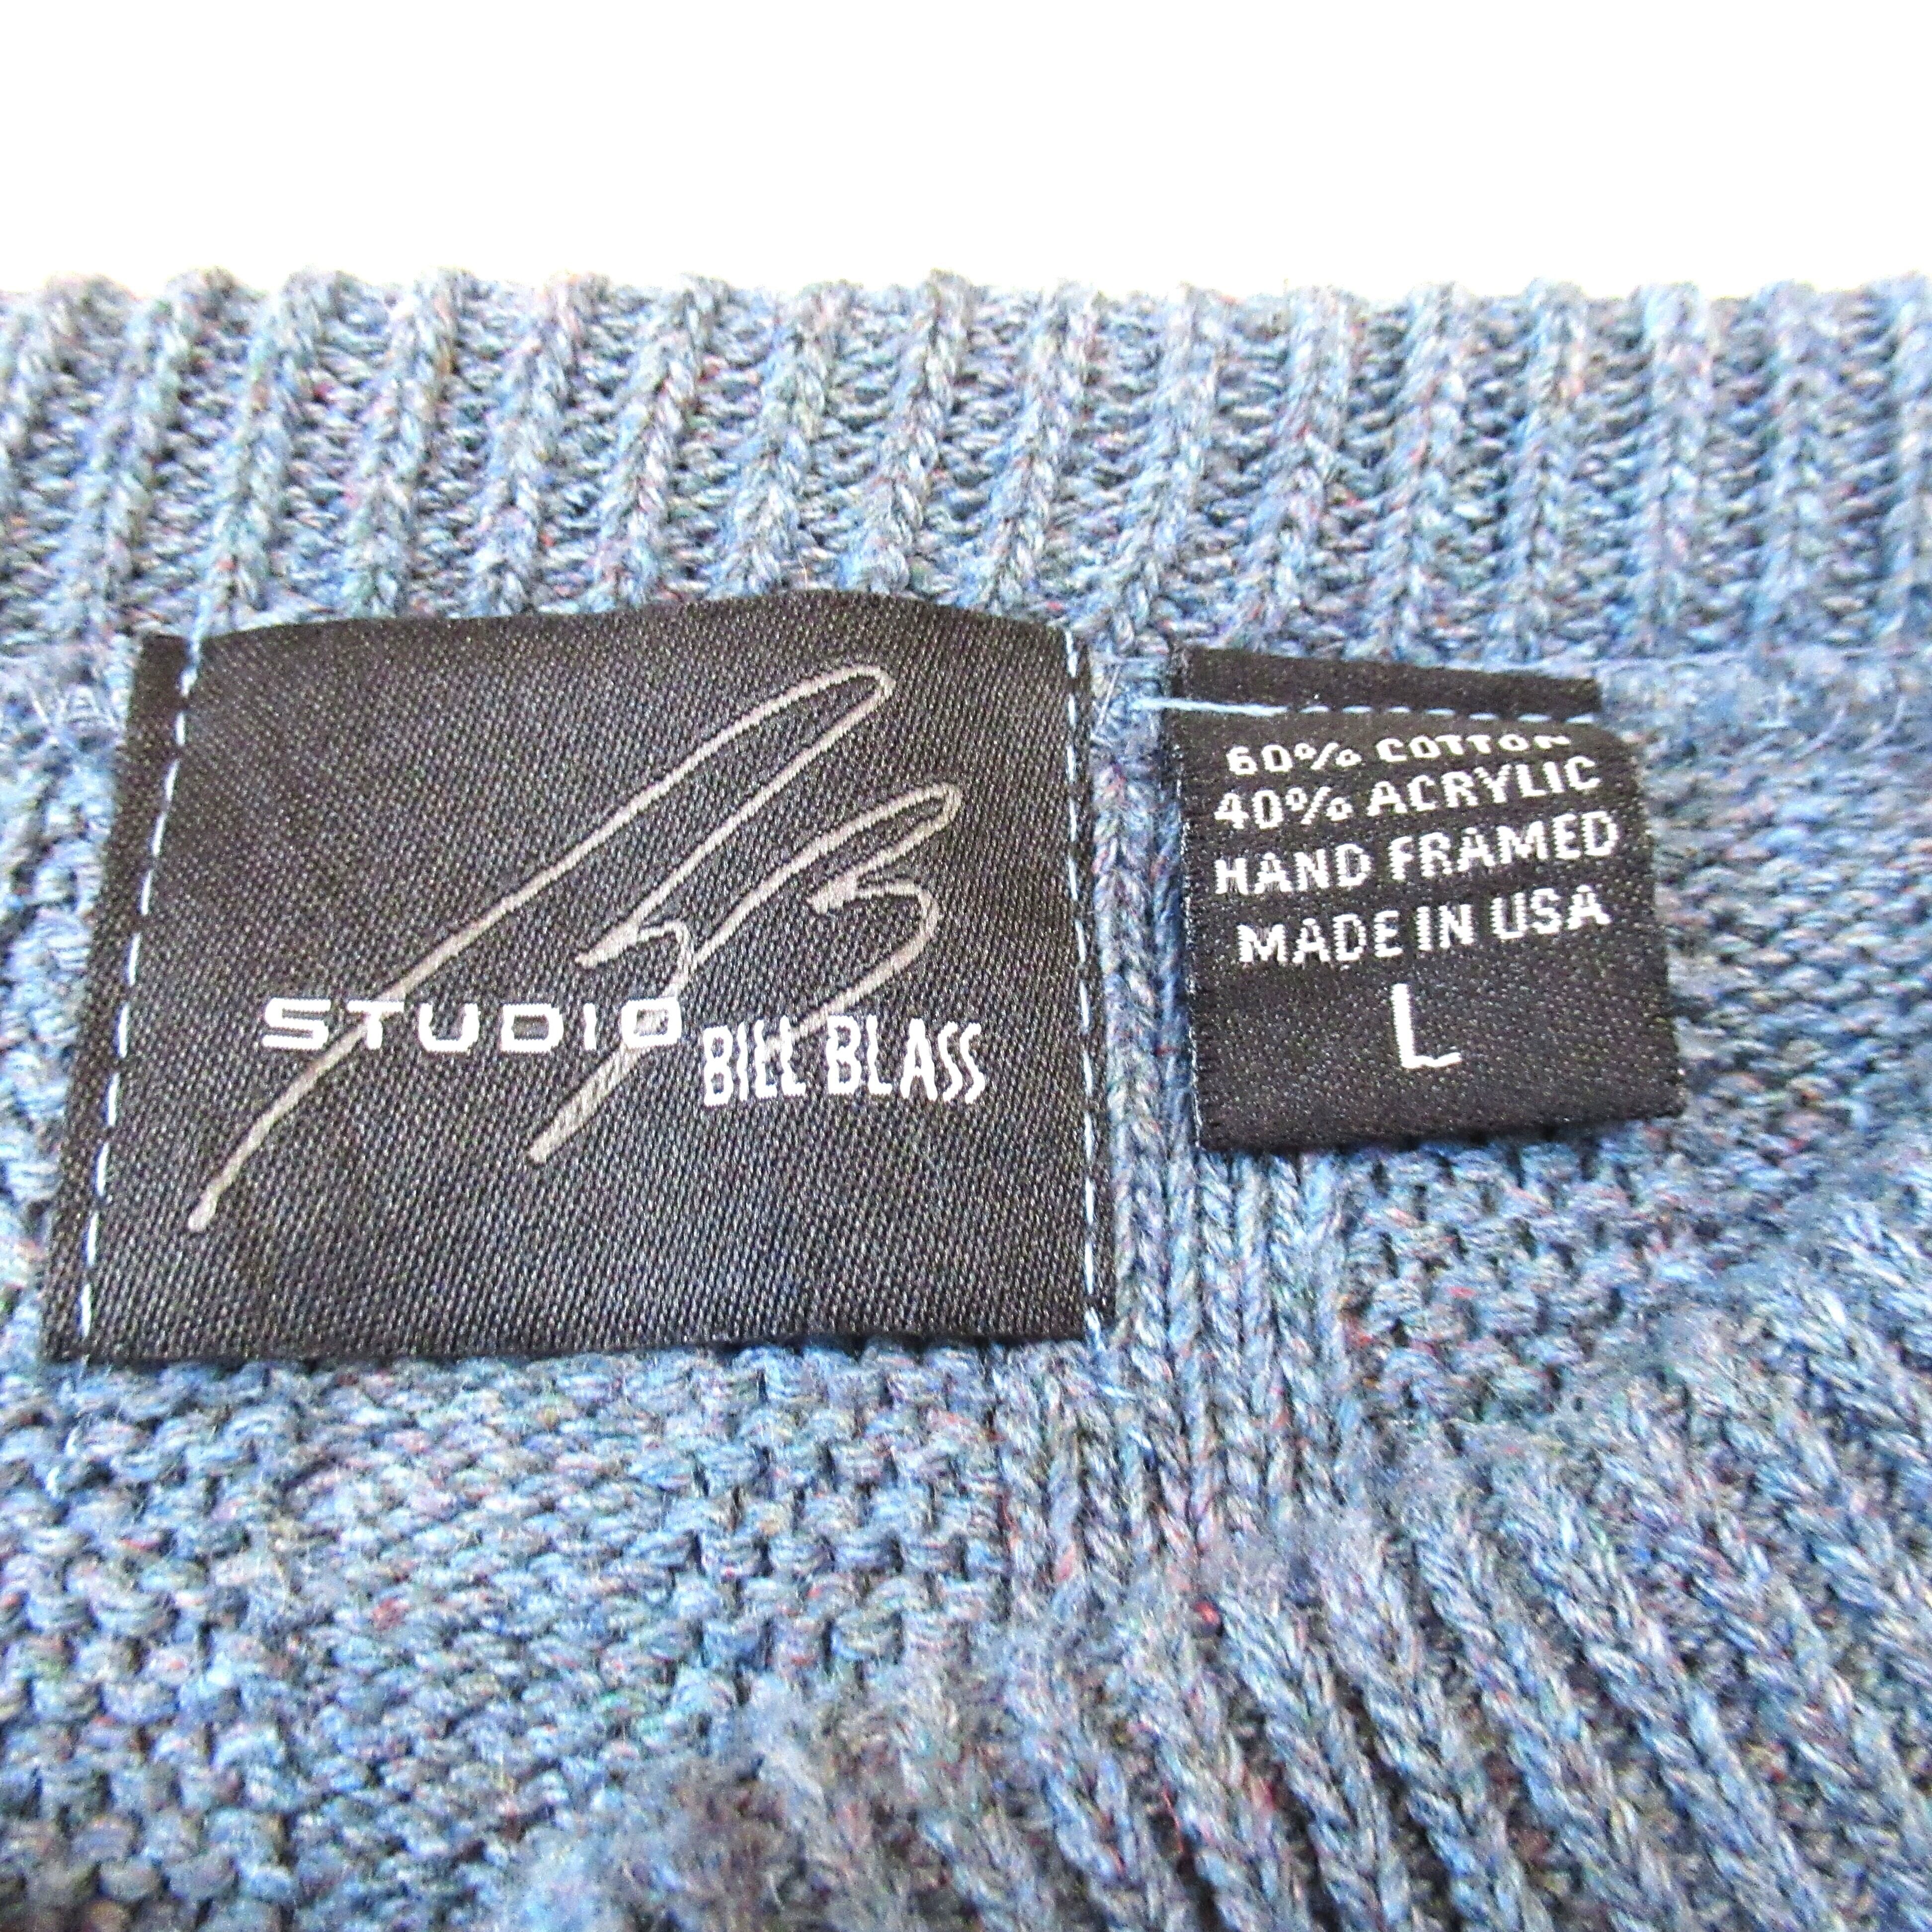 STUDIO
BILL BLASS
60% COTTON
40% ACRYLIC
HAND FRAMED
MADE IN USA
L